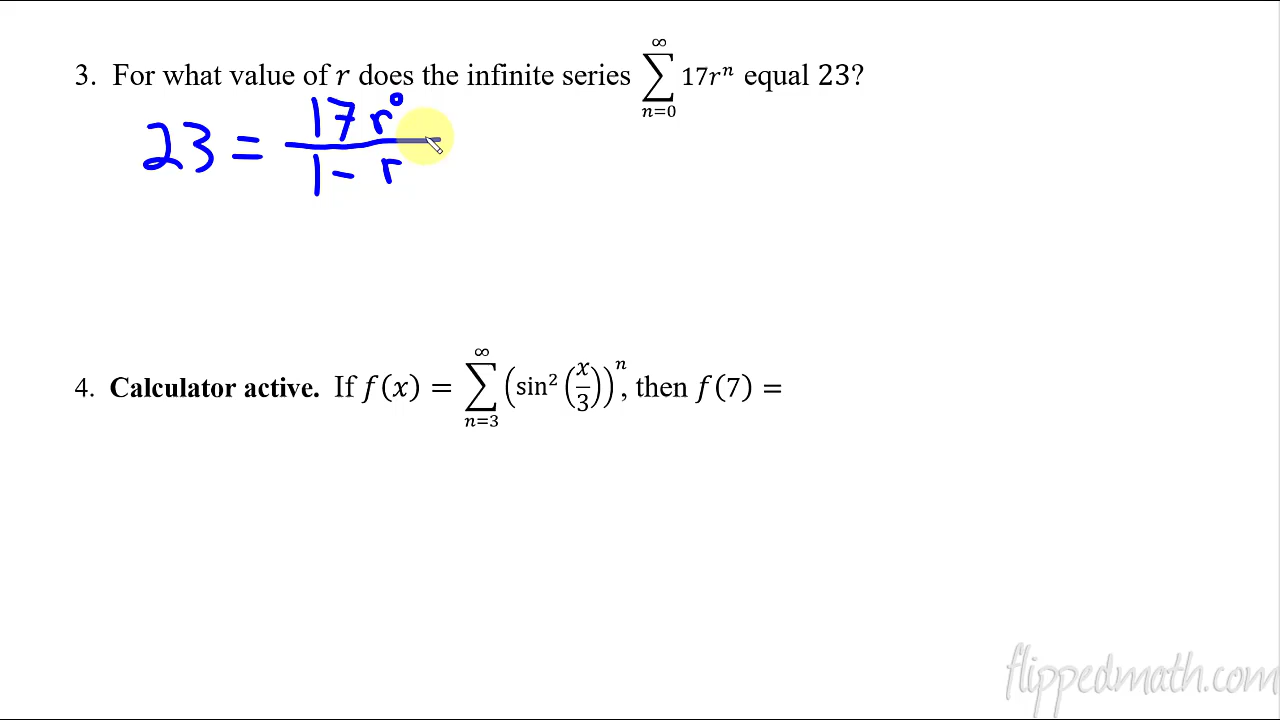 3. For what value of r does the infinite series ∑_{n=0}^{∞} 17rⁿ equal 23?
23 = 17r⁰ / (1 - r)
4. Calculator active. If f(x) = ∑_{n=3}^{∞} (sin²(x/3))ⁿ, then f(7) =
flippedmath.com